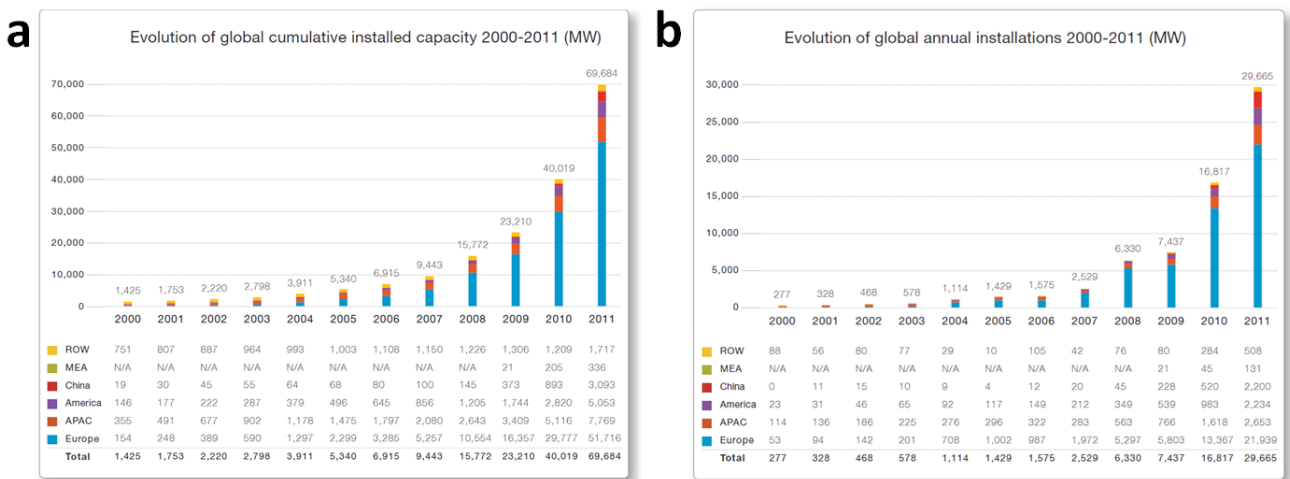 a
Evolution of global cumulative installed capacity 2000-2011 (MW)
70,000
60,000
50,000
40,000
30,000
20,000
10,000
0
1,425 1,753 2,220 2,798 3,911 5,340 6,915 9,443 15,772 23,210 40,019 69,684
2000 2001 2002 2003 2004 2005 2006 2007 2008 2009 2010 2011
ROW 751 807 887 964 993 1,003 1,108 1,150 1,226 1,306 1,209 1,717
MEA N/A N/A N/A N/A N/A N/A N/A N/A N/A 21 205 336
China 19 30 45 55 64 68 80 100 145 373 893 3,093
America 146 177 222 287 379 496 645 856 1,205 1,744 2,820 5,053
APAC 355 491 677 902 1,178 1,475 1,797 2,080 2,643 3,409 5,116 7,769
Europe 154 248 389 590 1,297 2,299 3,285 5,257 10,554 16,357 29,777 51,716
Total 1,425 1,753 2,220 2,798 3,911 5,340 6,915 9,443 15,772 23,210 40,019 69,684
b
Evolution of global annual installations 2000-2011 (MW)
30,000
25,000
20,000
15,000
10,000
5,000
0
277 328 468 578 1,114 1,429 1,575 2,529 6,330 7,437 16,817 29,665
2000 2001 2002 2003 2004 2005 2006 2007 2008 2009 2010 2011
ROW 88 56 80 77 29 10 105 42 76 80 284 508
MEA N/A N/A N/A N/A N/A N/A N/A N/A N/A 21 45 131
China 0 11 15 10 9 4 12 20 45 228 520 2,200
America 23 31 46 65 92 117 149 212 349 539 983 2,234
APAC 114 136 186 225 276 296 322 283 563 766 1,618 2,653
Europe 53 94 142 201 708 1,002 987 1,972 5,297 5,803 13,367 21,939
Total 277 328 468 578 1,114 1,429 1,575 2,529 6,330 7,437 16,817 29,665